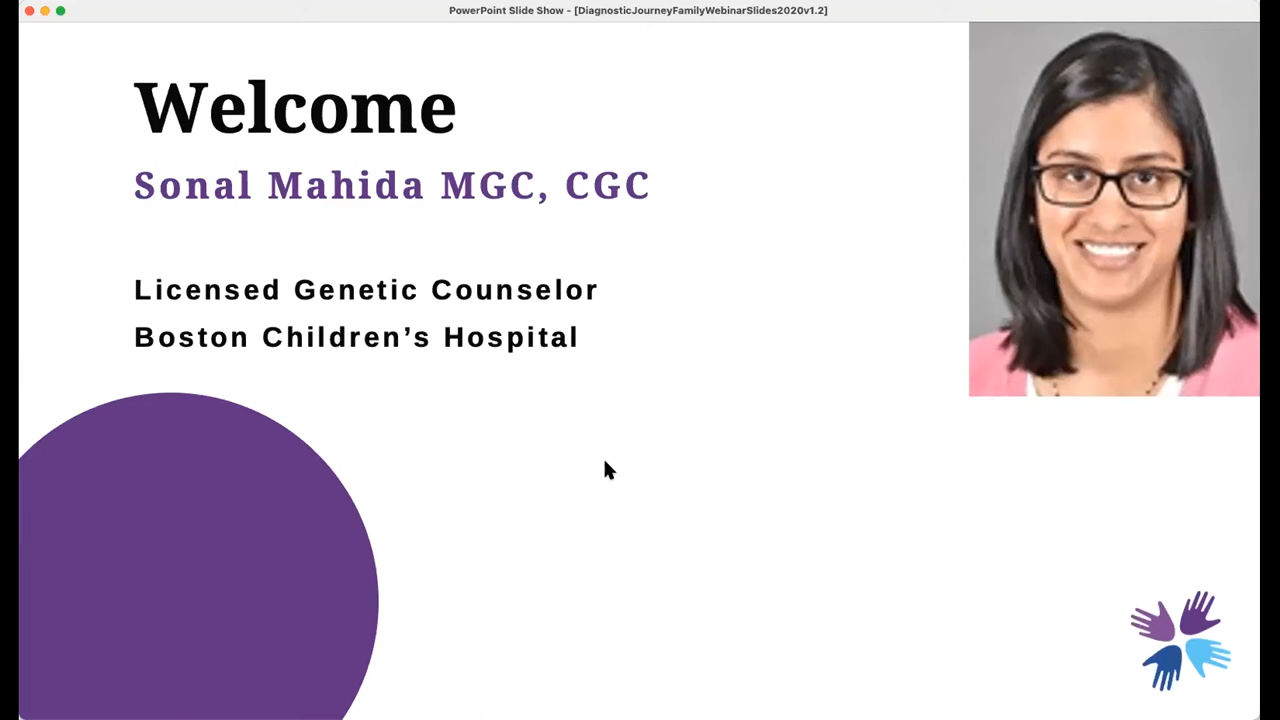 PowerPoint Slide Show - [DiagnosticJourneyFamilyWebinarSlides2020v1.2]
Welcome
Sonal Mahida MGC, CGC
Licensed Genetic Counselor
Boston Children’s Hospital